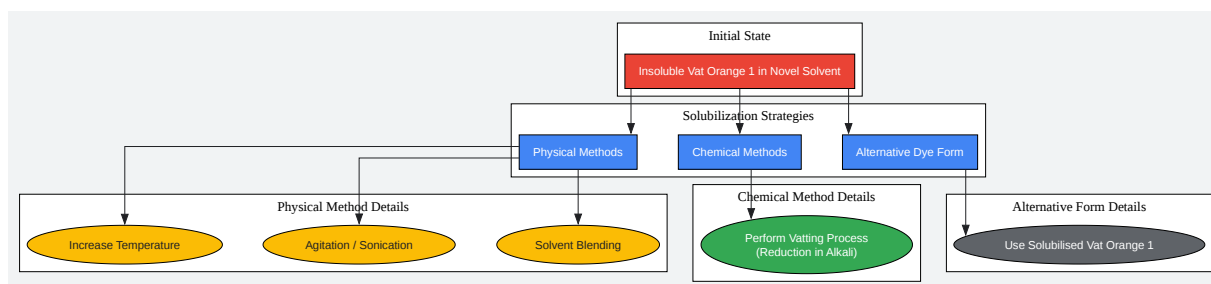 Initial State
Insoluble Vat Orange 1 in Novel Solvent
Solubilization Strategies
Physical Methods
Chemical Methods
Alternative Dye Form
Physical Method Details
Increase Temperature
Agitation / Sonication
Solvent Blending
Chemical Method Details
Perform Vatting Process
(Reduction in Alkali)
Alternative Form Details
Use Solubilised Vat Orange 1